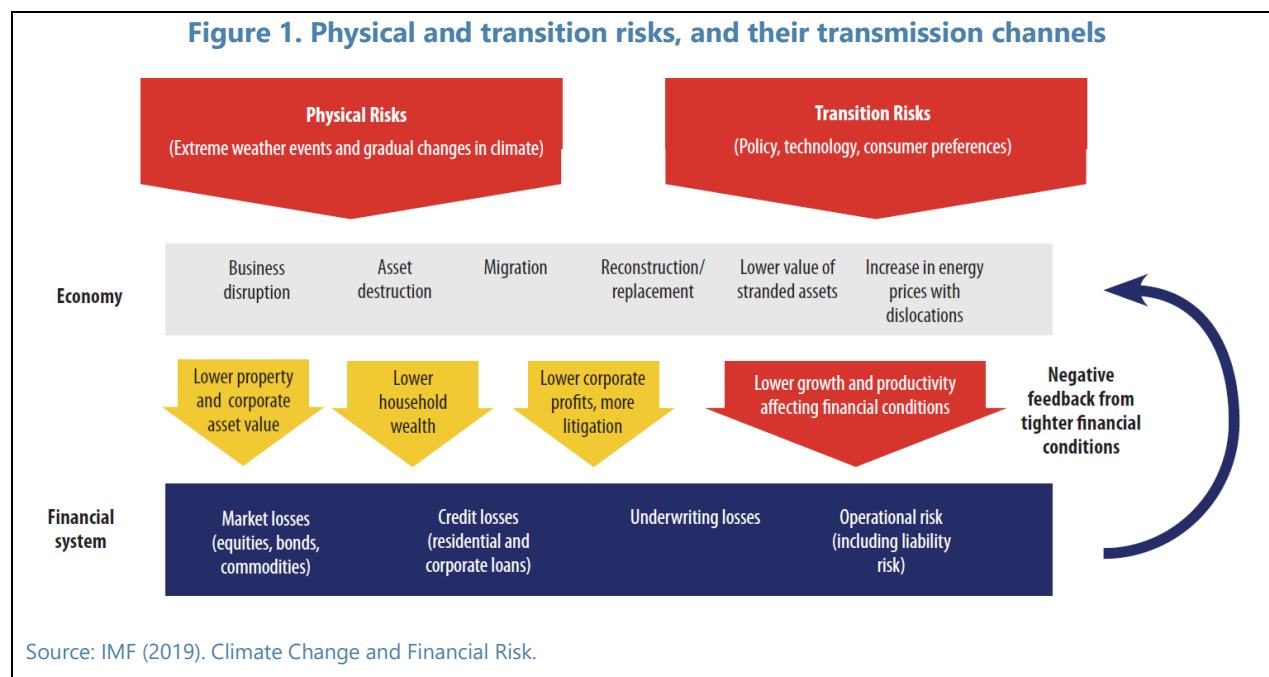 Figure 1. Physical and transition risks, and their transmission channels
Physical Risks
(Extreme weather events and gradual changes in climate)
Transition Risks
(Policy, technology, consumer preferences)
Economy
Business
disruption
Asset
destruction
Migration
Reconstruction/
replacement
Lower value of
stranded assets
Increase in energy
prices with
dislocations
Lower property
and corporate
asset value
Lower
household
wealth
Lower corporate
profits, more
litigation
Lower growth and productivity
affecting financial conditions
Negative
feedback from
tighter financial
conditions
Financial
system
Market losses
(equities, bonds,
commodities)
Credit losses
(residential and
corporate loans)
Underwriting losses
Operational risk
(including liability
risk)
Source: IMF (2019). Climate Change and Financial Risk.